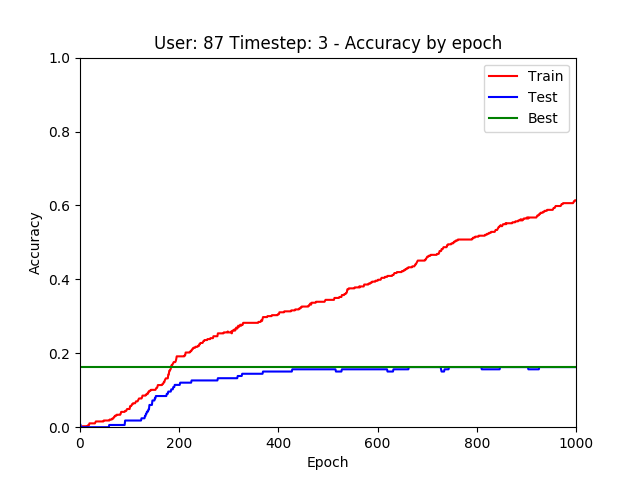 User: 87 Timestep: 3 - Accuracy by epoch
1.0
0.8
0.6
0.4
0.2
0.0
Accuracy
Train
Test
Best
0 200 400 600 800 1000
Epoch